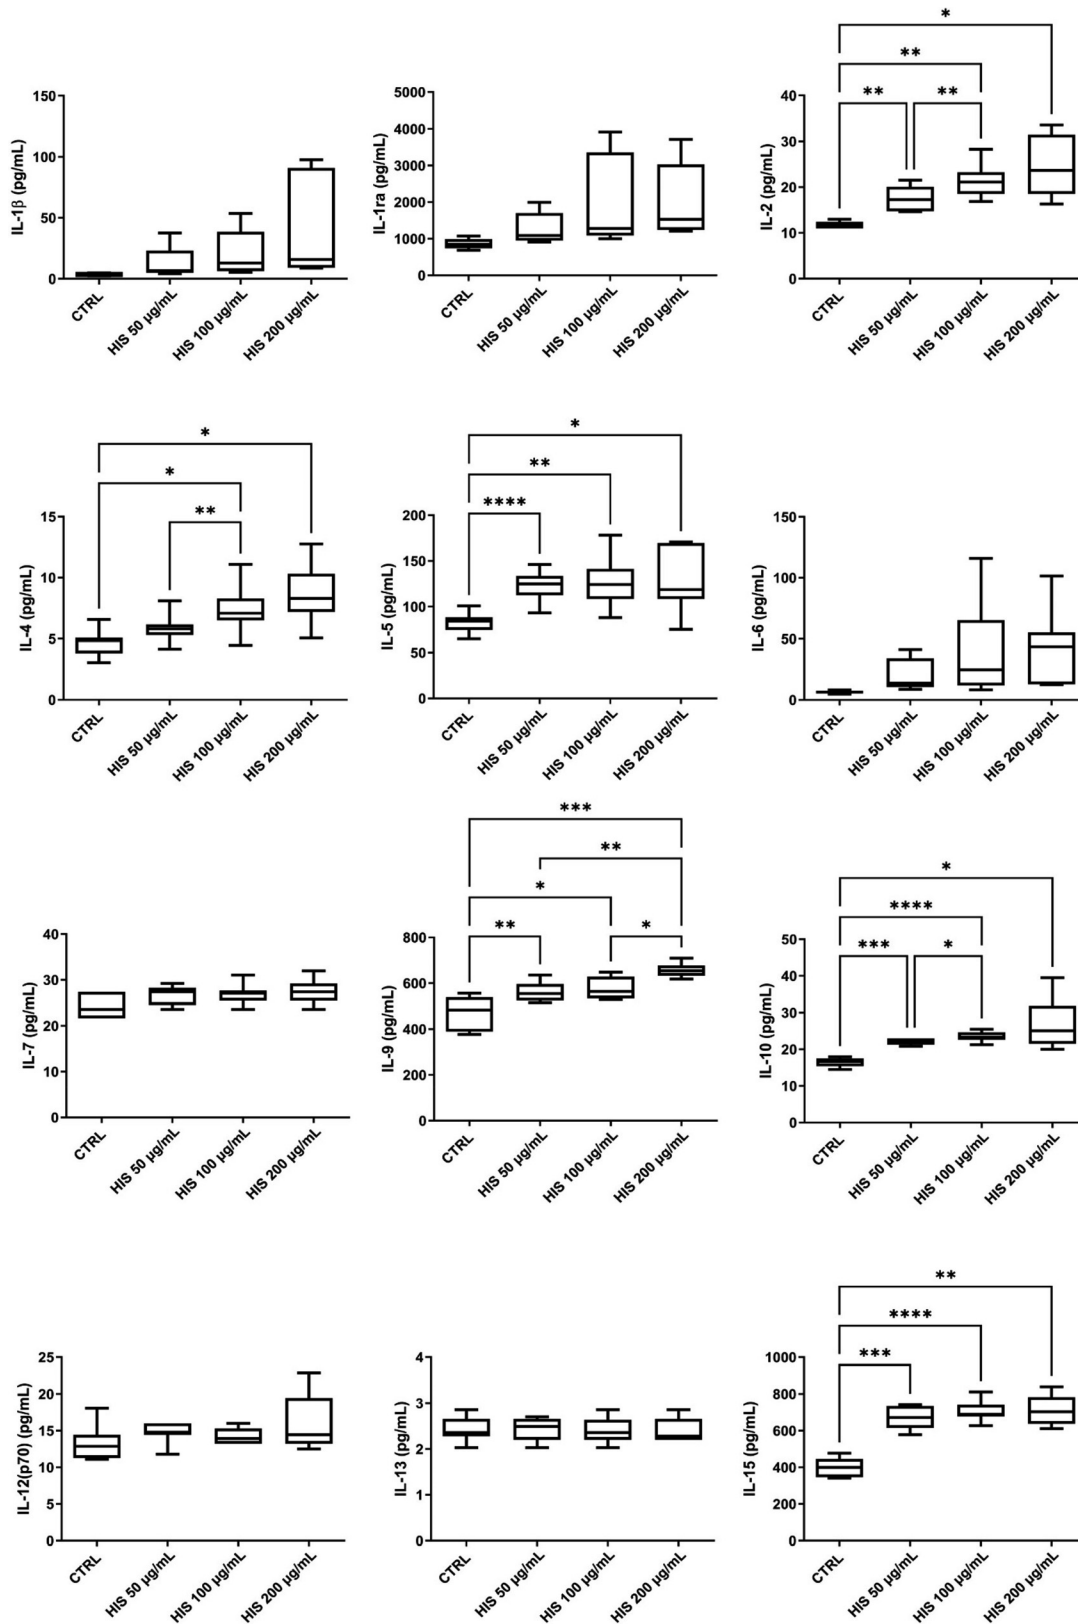 IL-1β (pg/mL)
150
100
50
0
CTRL
HIS 50 µg/mL
HIS 100 µg/mL
HIS 200 µg/mL
IL-1ra (pg/mL)
5000
4000
3000
2000
1000
0
CTRL
HIS 50 µg/mL
HIS 100 µg/mL
HIS 200 µg/mL
*
**
** **
IL-2 (pg/mL)
40
30
20
10
0
CTRL
HIS 50 µg/mL
HIS 100 µg/mL
HIS 200 µg/mL
*
*
**
IL-4 (pg/mL)
15
10
5
0
CTRL
HIS 50 µg/mL
HIS 100 µg/mL
HIS 200 µg/mL
*
**
****
IL-5 (pg/mL)
200
150
100
50
0
CTRL
HIS 50 µg/mL
HIS 100 µg/mL
HIS 200 µg/mL
IL-6 (pg/mL)
150
100
50
0
CTRL
HIS 50 µg/mL
HIS 100 µg/mL
HIS 200 µg/mL
IL-7 (pg/mL)
40
30
20
10
0
CTRL
HIS 50 µg/mL
HIS 100 µg/mL
HIS 200 µg/mL
***
**
*
** *
IL-9 (pg/mL)
800
600
400
200
0
CTRL
HIS 50 µg/mL
HIS 100 µg/mL
HIS 200 µg/mL
*
****
*** *
IL-10 (pg/mL)
50
40
30
20
10
0
CTRL
HIS 50 µg/mL
HIS 100 µg/mL
HIS 200 µg/mL
IL-12(p70) (pg/mL)
25
20
15
10
5
0
CTRL
HIS 50 µg/mL
HIS 100 µg/mL
HIS 200 µg/mL
IL-13 (pg/mL)
4
3
2
1
0
CTRL
HIS 50 µg/mL
HIS 100 µg/mL
HIS 200 µg/mL
**
****
***
IL-15 (pg/mL)
1000
800
600
400
200
0
CTRL
HIS 50 µg/mL
HIS 100 µg/mL
HIS 200 µg/mL